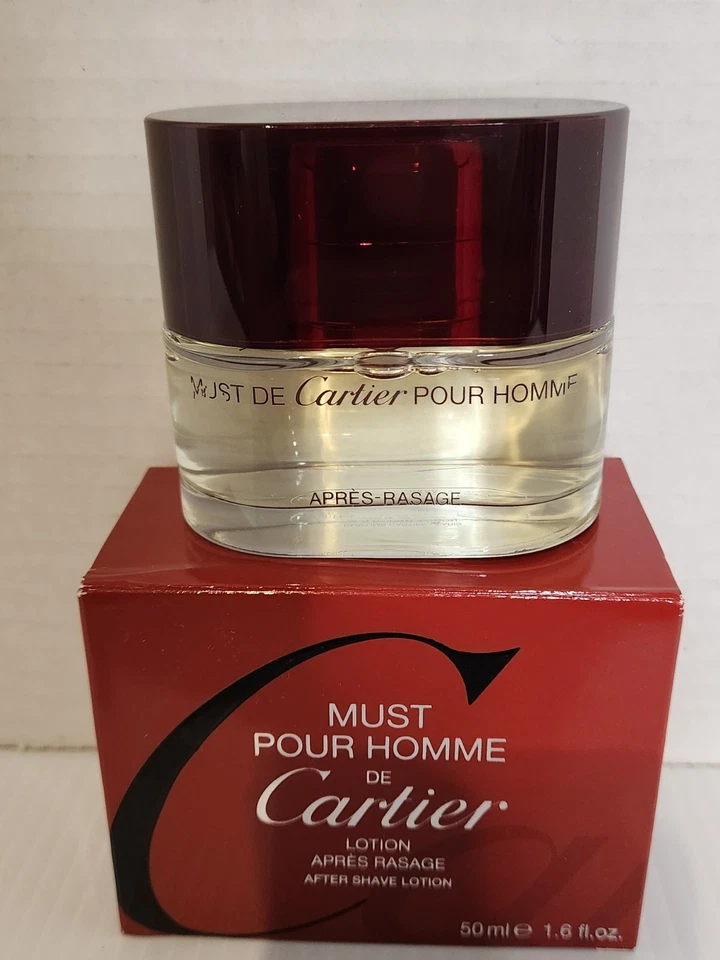 MUST DE Cartier POUR HOMME
APRÈS-RASAGE
MUST
POUR HOMME
DE
Cartier
LOTION
APRÈS RASAGE
AFTER SHAVE LOTION
50 ml ℮ 1.6 fl.oz.